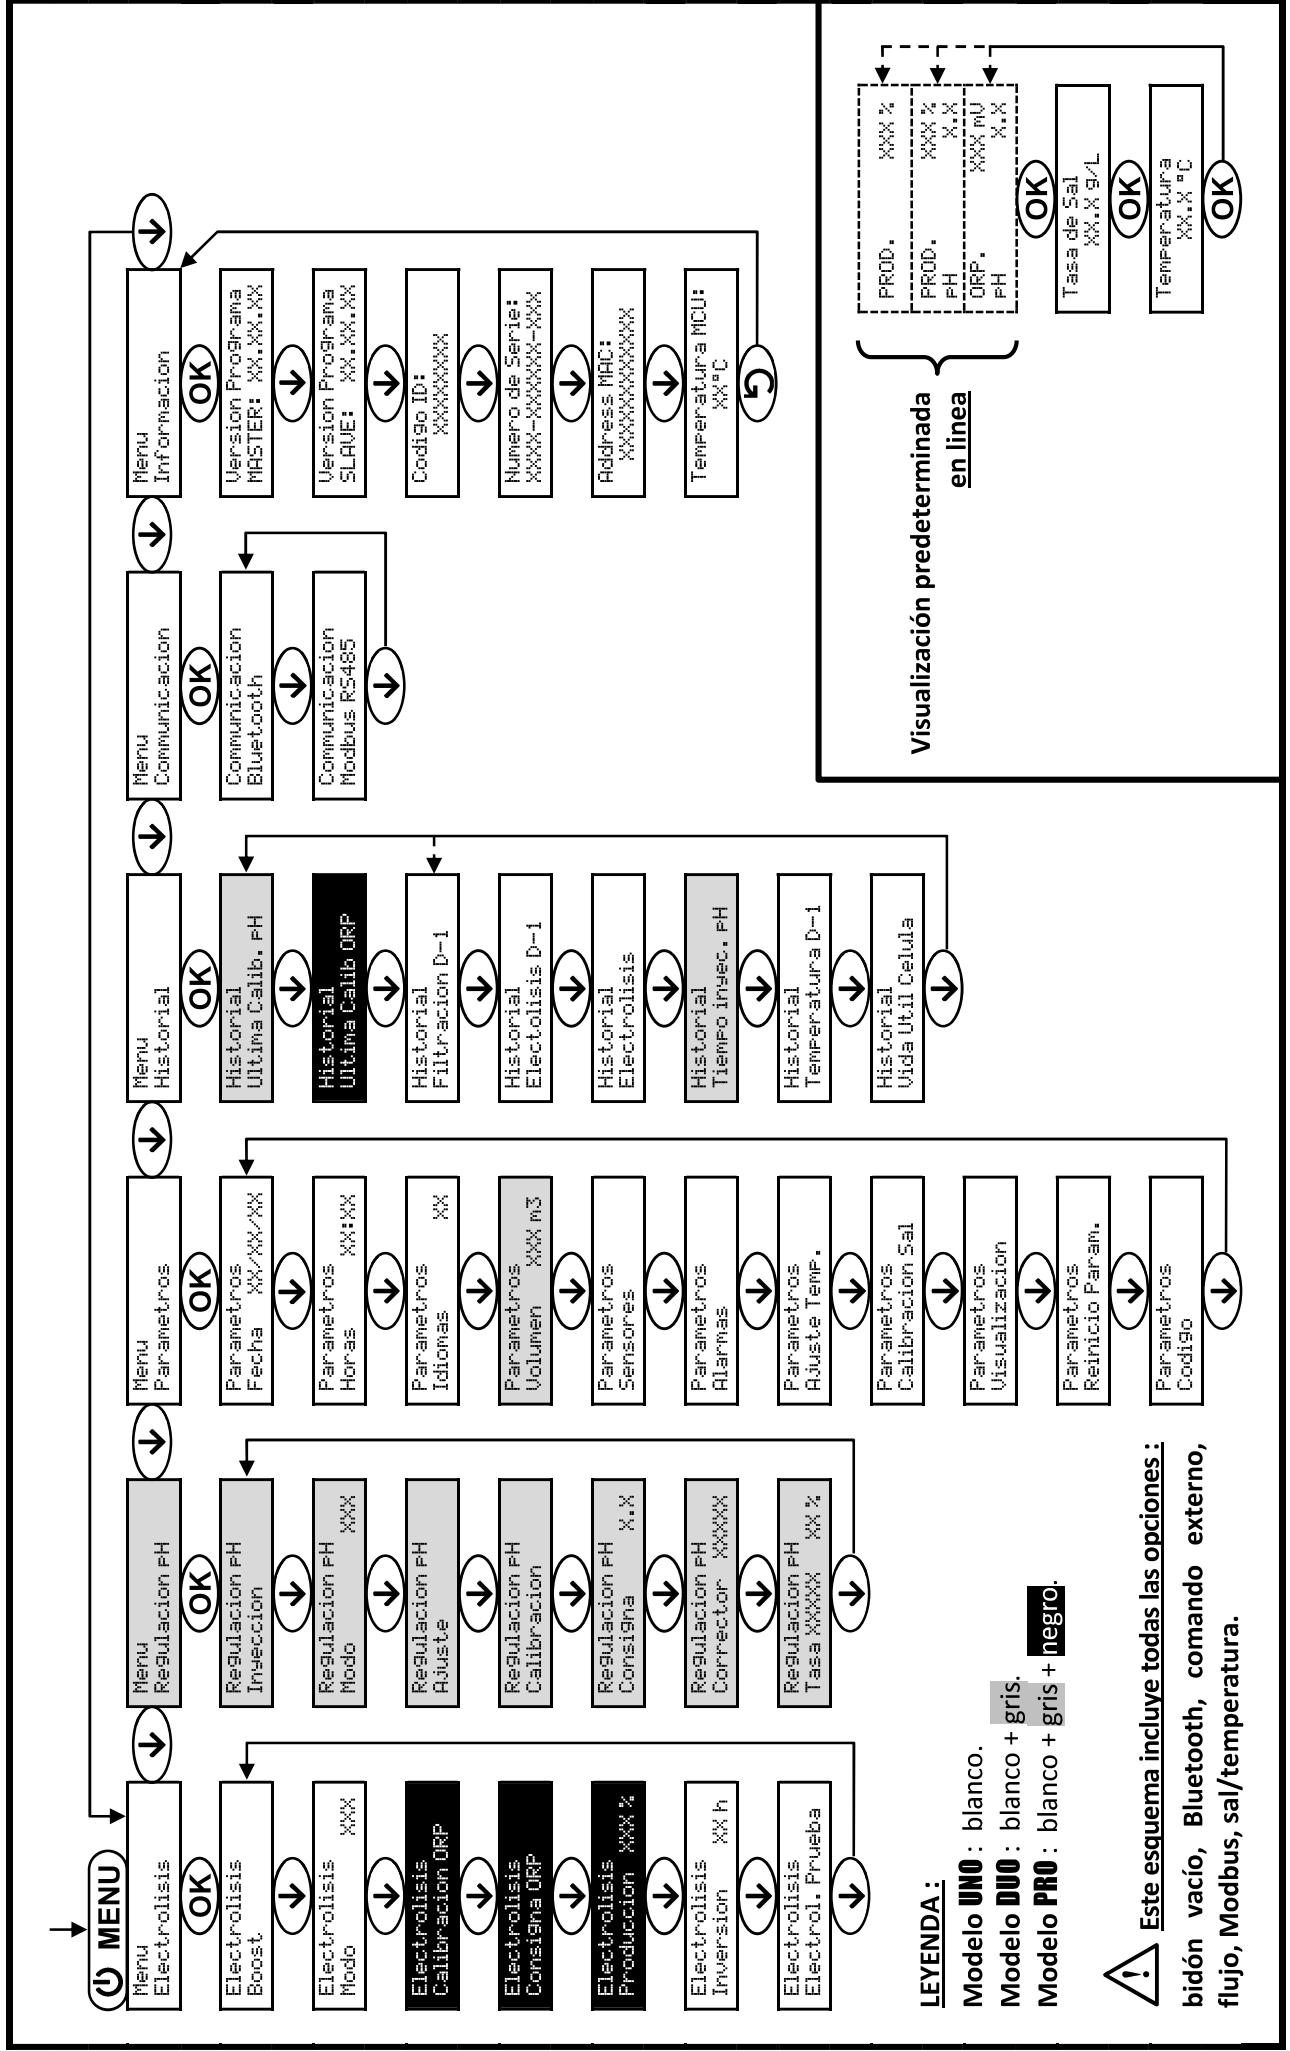 MENU
Menu
Electrolisis
OK
Electrolisis
Boost
Electrolisis
Modo XXX
Electrolisis
Calibracion ORP
Electrolisis
Consigna ORP
Electrolisis
Produccion XXX %
Electrolisis
Inversion XX h
Electrolisis
Electrol. Prueba
Menu
Regulacion pH
OK
Regulacion pH
Inyeccion
Regulacion pH
Modo XXX
Regulacion pH
Ajuste
Regulacion pH
Calibracion
Regulacion pH
Consigna X.X
Regulacion pH
Corrector XXXXX
Regulacion pH
Tasa XXXXX XX %
Menu
Parametros
OK
Parametros
Fecha XX/XX/XX
Parametros
Horas XX:XX
Parametros
Idiomas XX
Parametros
Volumen XXX m3
Parametros
Sensores
Parametros
Alarmas
Parametros
Ajuste Temp.
Parametros
Calibracion Sal
Parametros
Visualizacion
Parametros
Reinicio Param.
Parametros
Codigo
Menu
Historial
OK
Historial
Ultima Calib. pH
Historial
Ultima Calib ORP
Historial
Filtracion D-1
Historial
Electolisis D-1
Historial
Electrolisis
Historial
Tiempo inyec. pH
Historial
Temperatura D-1
Historial
Vida Util Celula
Menu
Communicacion
OK
Communicacion
Bluetooth
Communicacion
Modbus RS485
Menu
Informacion
OK
Version Programa
MASTER: XX.XX.XX
Version Programa
SLAVE: XX.XX.XX
Codigo ID:
XXXXXXXX
Numero de Serie:
XXXX-XXXXXX-XXX
Address MAC:
XXXXXXXXXXXX
Temperatura MCU:
XX°C
LEYENDA :
Modelo UNO : blanco.
Modelo DUO : blanco + gris.
Modelo PRO : blanco + gris + negro.
Este esquema incluye todas las opciones :
bidón vacío, Bluetooth, comando externo,
flujo, Modbus, sal/temperatura.
Visualización predeterminada
en linea
PROD. XXX %
PROD. XXX %
pH X.X
ORP. XXX mV
pH X.X
OK
Tasa de Sal
XX.X g/L
OK
Temperatura
XX.X °C
OK